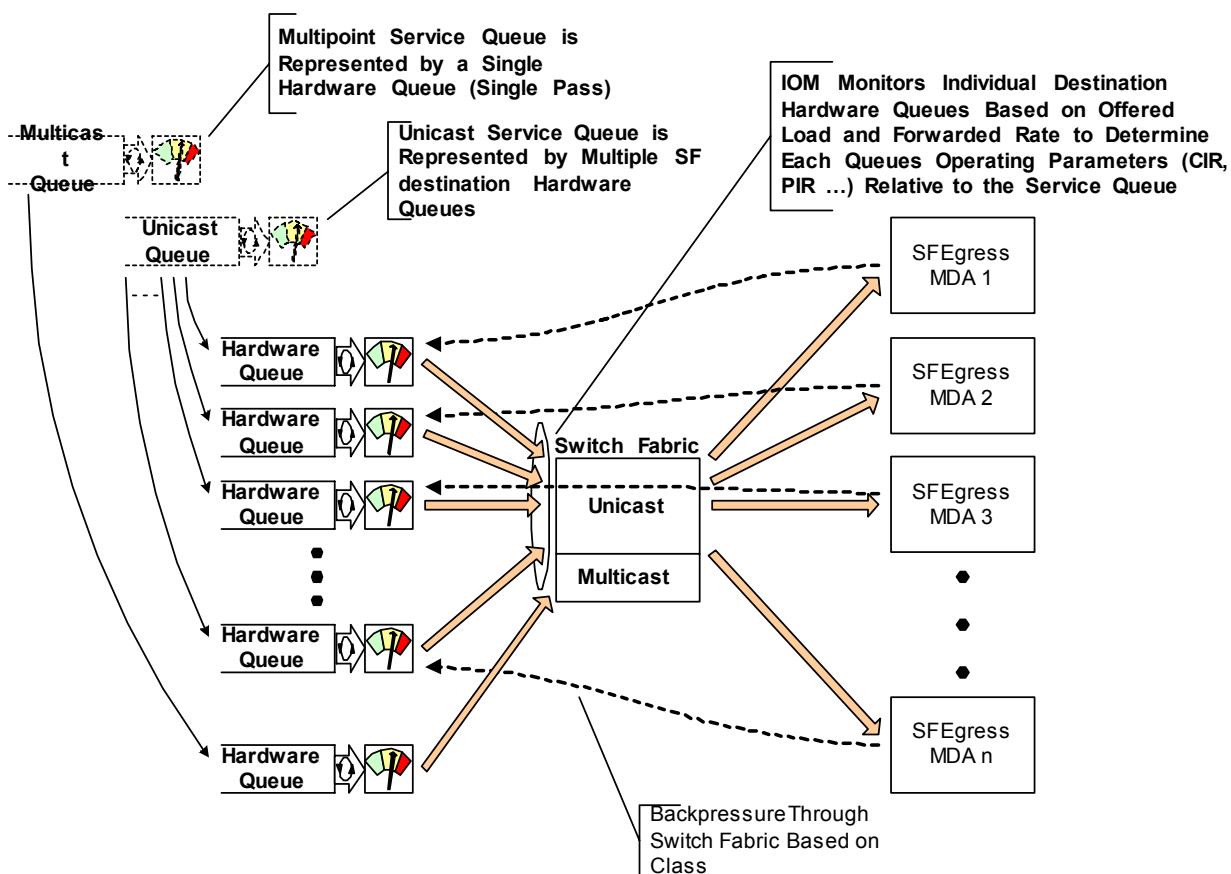 Multipoint Service Queue is
Represented by a Single
Hardware Queue (Single Pass)
IOM Monitors Individual Destination
Hardware Queues Based on Offered
Load and Forwarded Rate to Determine
Each Queues Operating Parameters (CIR,
PIR ...) Relative to the Service Queue
Multicas
t
Queue
Unicast Service Queue is
Represented by Multiple SF
destination Hardware
Queues
Unicast
Queue
SFEgress
MDA 1
Hardware
Queue
SFEgress
MDA 2
Hardware
Queue
Switch Fabric
Hardware
Queue
Unicast
SFEgress
MDA 3
Multicast
Hardware
Queue
SFEgress
MDA n
Hardware
Queue
Backpressure Through
Switch Fabric Based on
Class